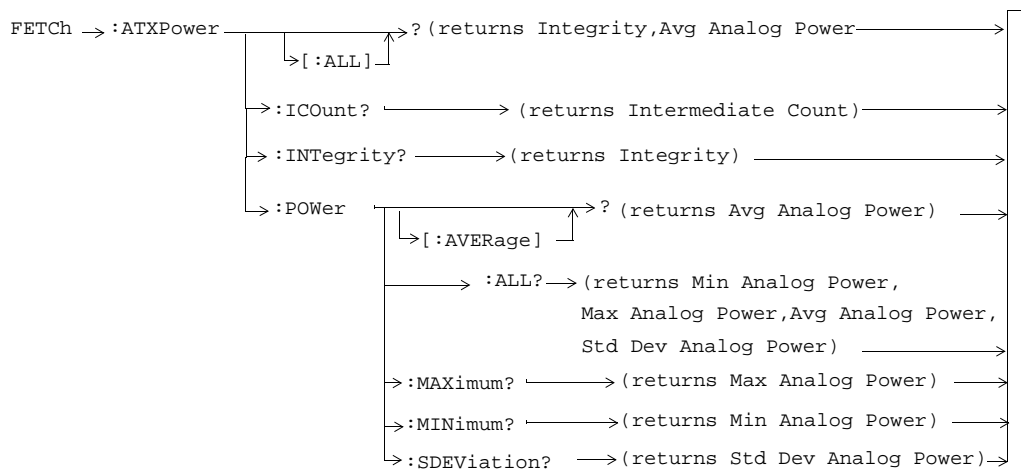 FETCh :ATXPower ? (returns Integrity,Avg Analog Power
[:ALL]
:ICOunt? (returns Intermediate Count)
:INTegrity? (returns Integrity)
:POWer ? (returns Avg Analog Power)
[:AVERage]
:ALL? (returns Min Analog Power,
Max Analog Power,Avg Analog Power,
Std Dev Analog Power)
:MAXimum? (returns Max Analog Power)
:MINimum? (returns Min Analog Power)
:SDEViation? (returns Std Dev Analog Power)